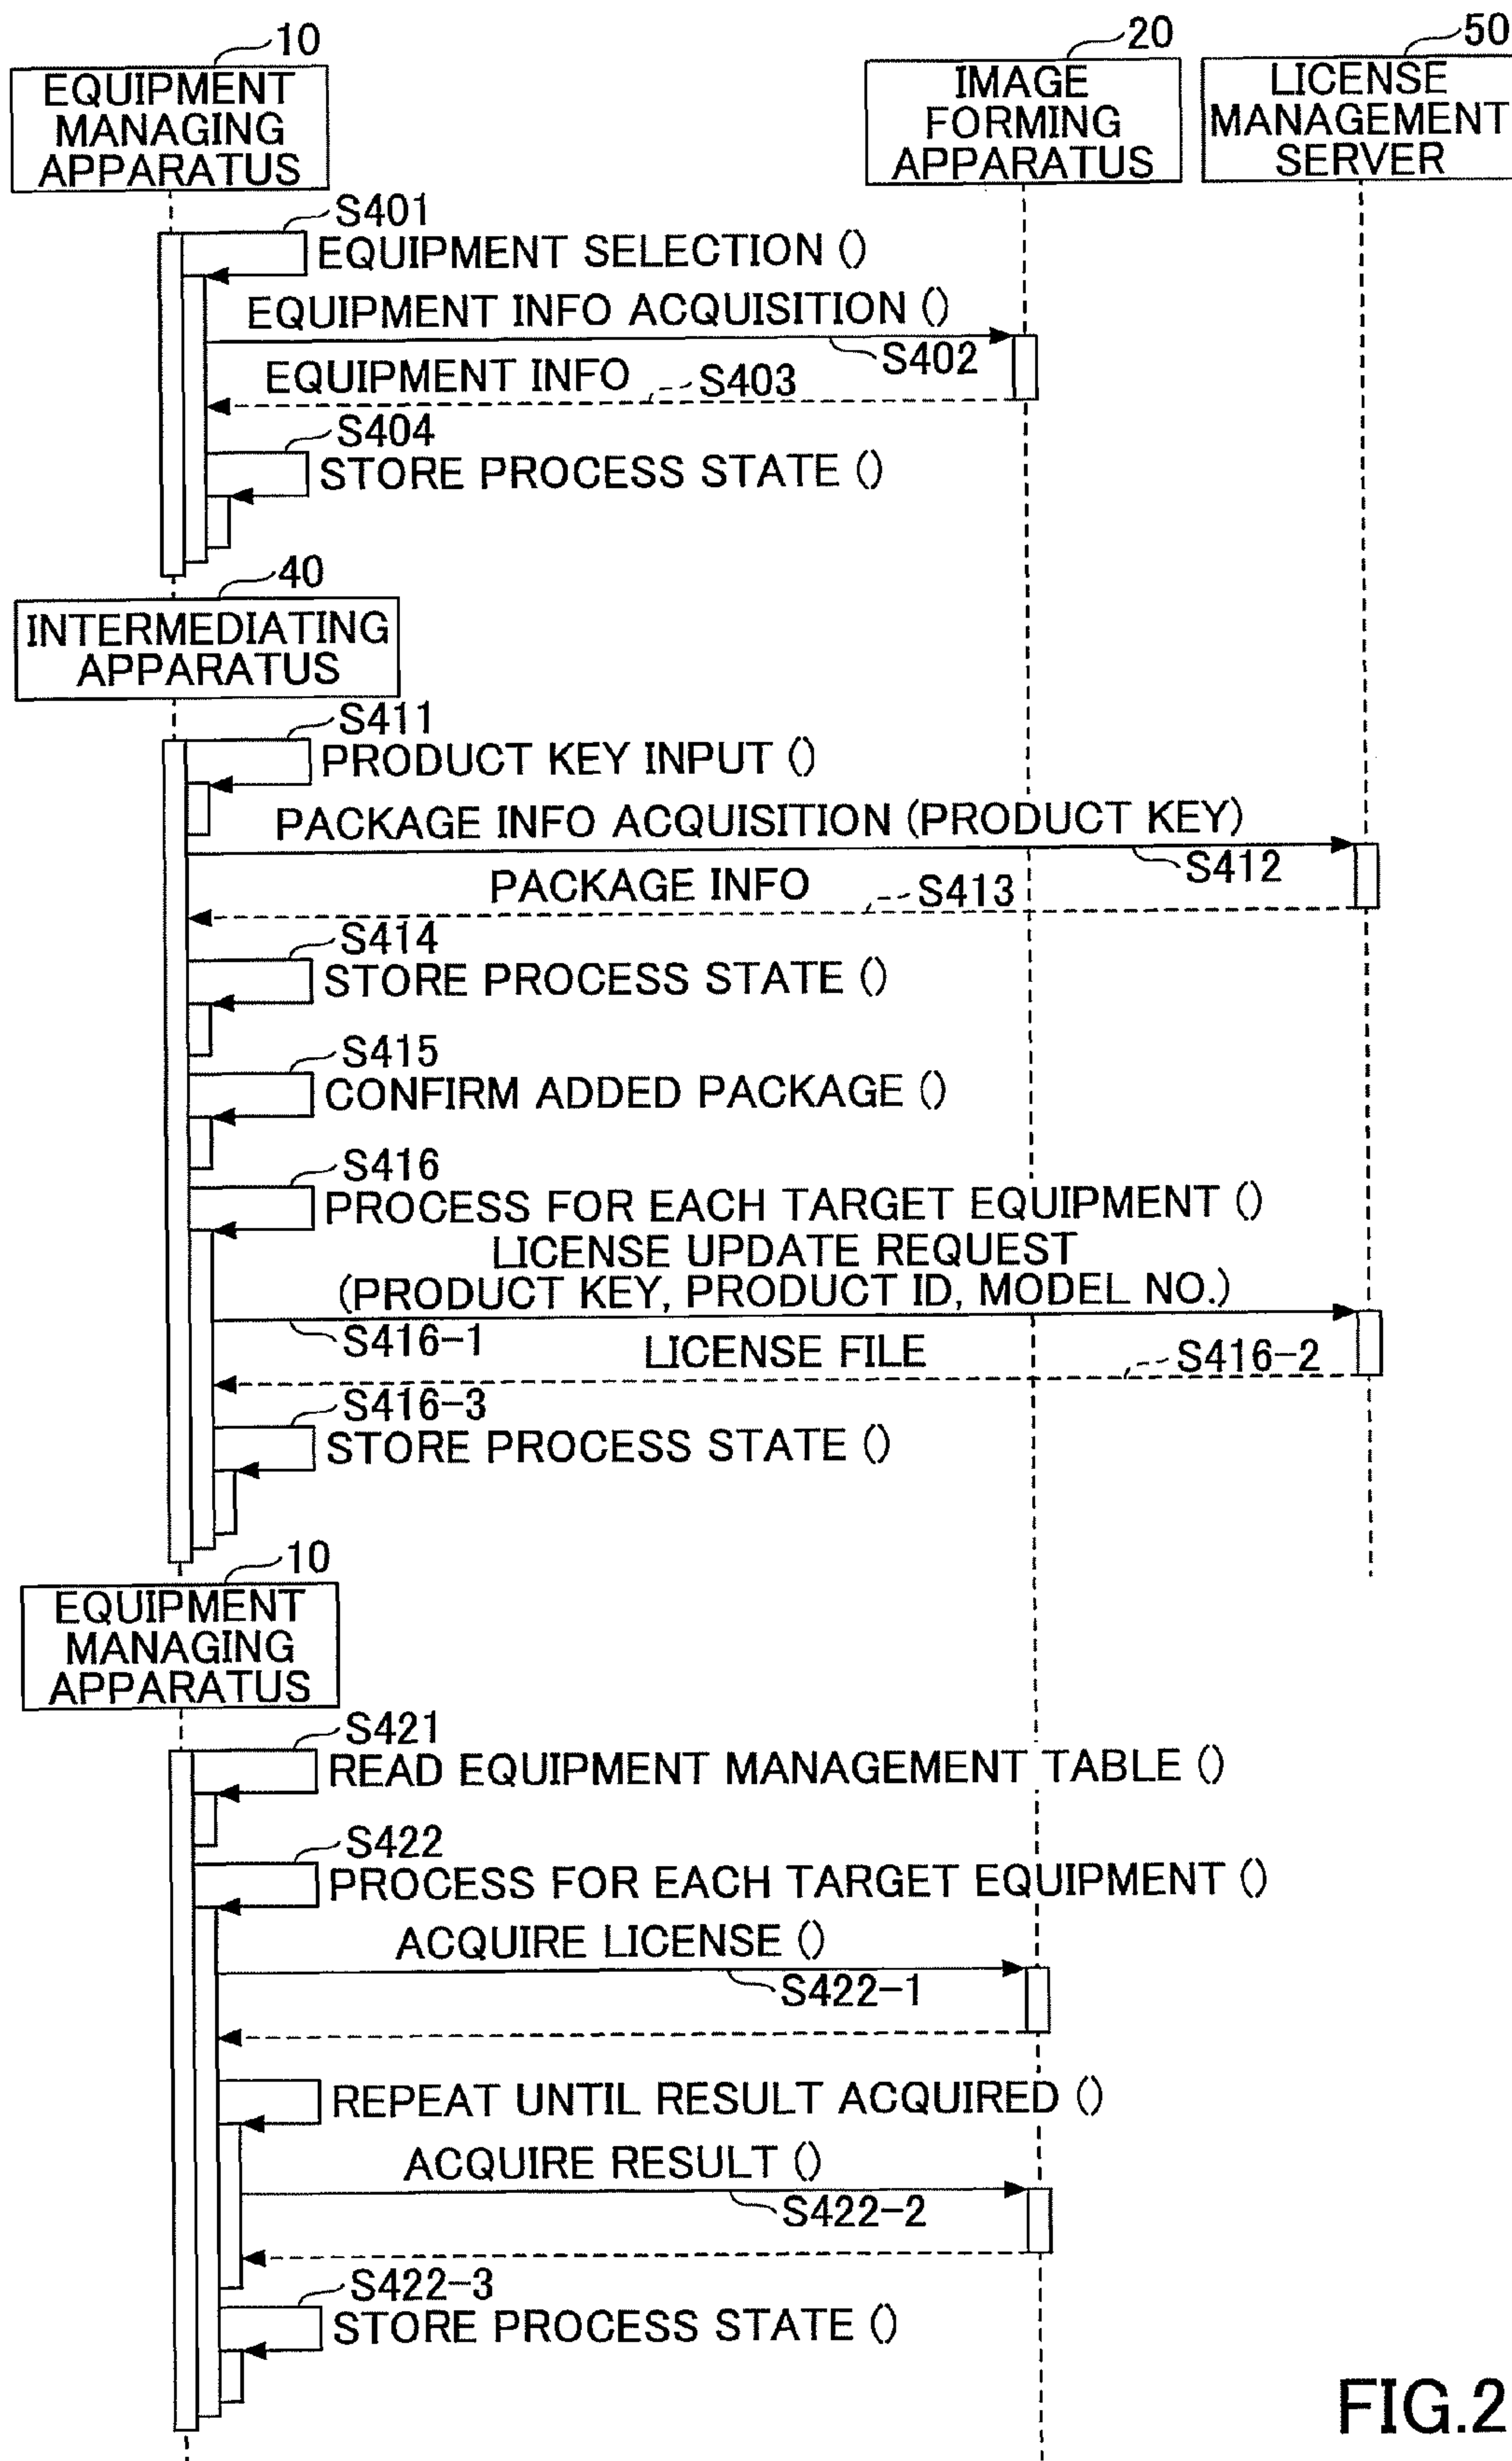 10
EQUIPMENT
MANAGING
APPARATUS
20
IMAGE
FORMING
APPARATUS
50
LICENSE
MANAGEMENT
SERVER
S401
EQUIPMENT SELECTION ()
EQUIPMENT INFO ACQUISITION ()
S402
EQUIPMENT INFO
S403
S404
STORE PROCESS STATE ()
40
INTERMEDIATING
APPARATUS
S411
PRODUCT KEY INPUT ()
PACKAGE INFO ACQUISITION (PRODUCT KEY)
S412
PACKAGE INFO
S413
S414
STORE PROCESS STATE ()
S415
CONFIRM ADDED PACKAGE ()
S416
PROCESS FOR EACH TARGET EQUIPMENT ()
LICENSE UPDATE REQUEST
(PRODUCT KEY, PRODUCT ID, MODEL NO.)
S416-1
LICENSE FILE
S416-2
S416-3
STORE PROCESS STATE ()
10
EQUIPMENT
MANAGING
APPARATUS
S421
READ EQUIPMENT MANAGEMENT TABLE ()
S422
PROCESS FOR EACH TARGET EQUIPMENT ()
ACQUIRE LICENSE ()
S422-1
REPEAT UNTIL RESULT ACQUIRED ()
ACQUIRE RESULT ()
S422-2
S422-3
STORE PROCESS STATE ()
FIG.2